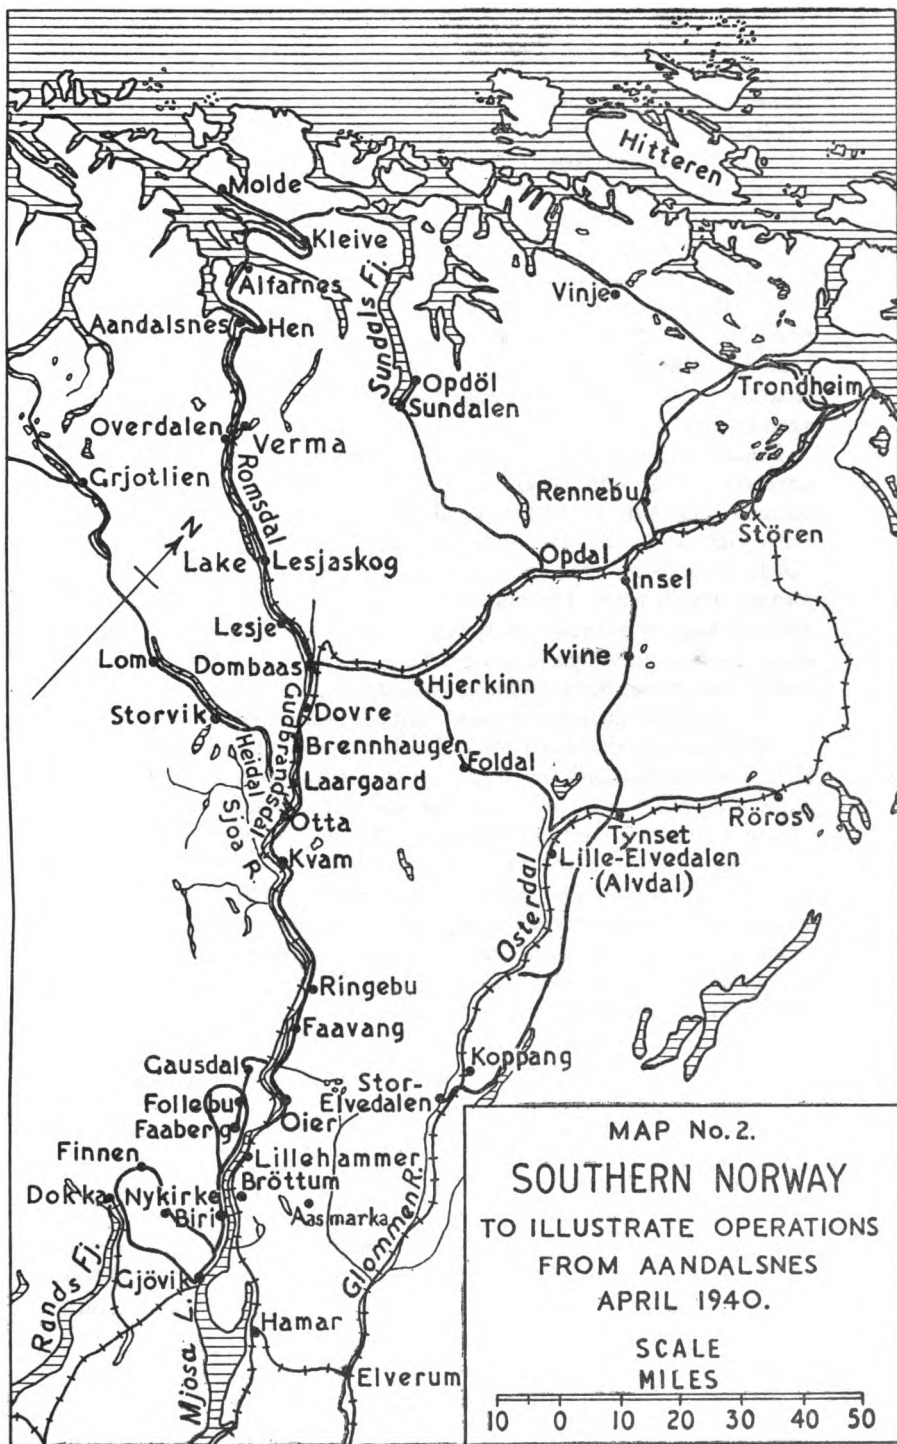 Hitteren
Molde
Kleive
Sundals Fj.
Alfarnes
Vinje
Aandalsnes
Hen
Opdöl
Sundalen
Trondheim
Overdalen
Verma
Romsdal
Grjotlien
Rennebu
N
Stören
Lake
Lesjaskog
Opdal
Insel
Lesje
Kvine
Lom
Dombaas
Hjerkinn
Storvik
Gudbrandsdal
Dovre
Heidal
Brennhaugen
Foldal
Sjoa R.
Laargaard
Otta
Tynset
Röros
Kvam
Lille-Elvedalen
(Alvdal)
Osterdal
Ringebu
Faavang
Gausdal
Koppang
Stor-
Elvedalen
Follebu
Faaberg
Oier
Finnen
Lillehammer
Dokka
Nykirke
Bröttum
Biri
Aasmarka
Glommen R.
Rands Fj.
Gjövik
Mjosa L.
Hamar
Elverum
MAP No. 2.
SOUTHERN NORWAY
TO ILLUSTRATE OPERATIONS
FROM AANDALSNES
APRIL 1940.
SCALE
MILES
10 0 10 20 30 40 50